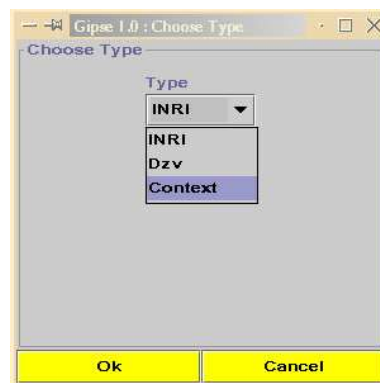 Gipse 1.0 : Choose Type
Choose Type
Type
INRI
INRI
Dzv
Context
Ok
Cancel